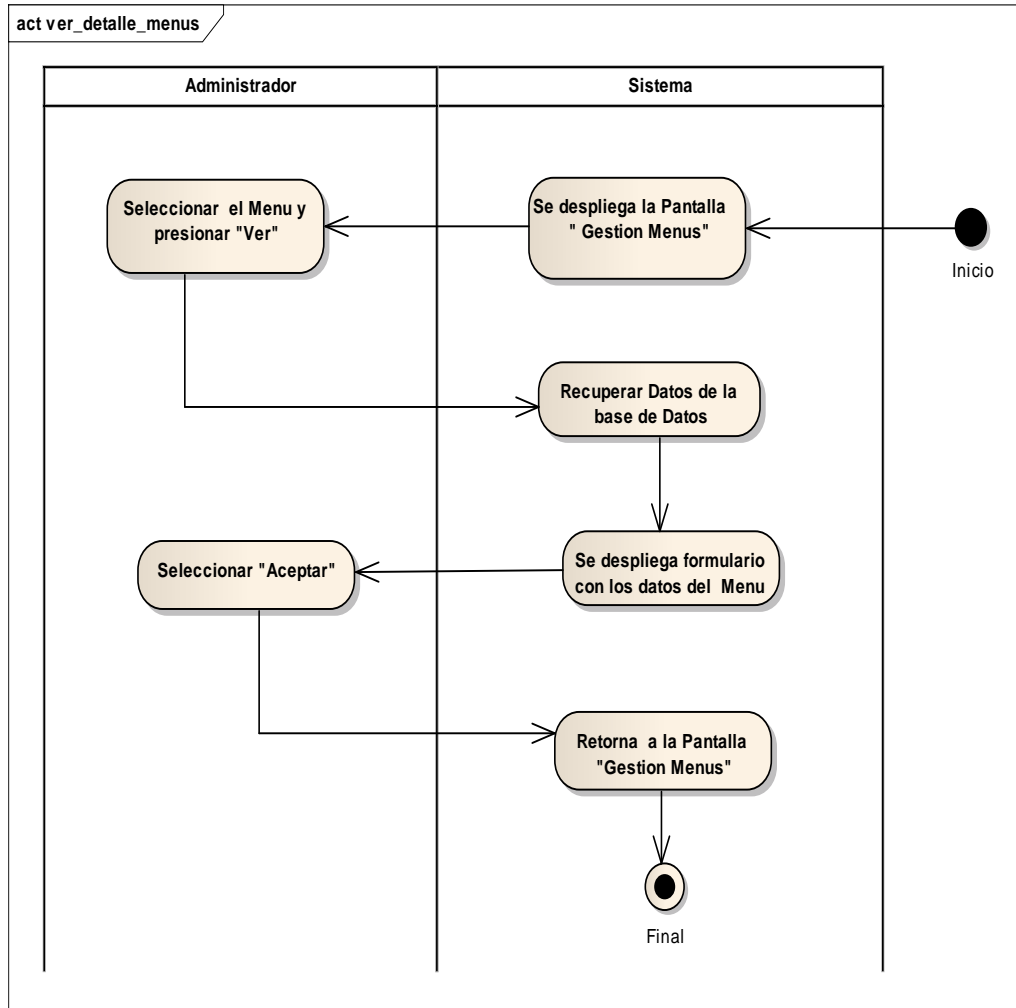 act ver_detalle_menus
Administrador
Sistema
Seleccionar el Menu y
presionar "Ver"
Se despliega la Pantalla
" Gestion Menus"
Inicio
Recuperar Datos de la
base de Datos
Seleccionar "Aceptar"
Se despliega formulario
con los datos del Menu
Retorna a la Pantalla
"Gestion Menus"
Final